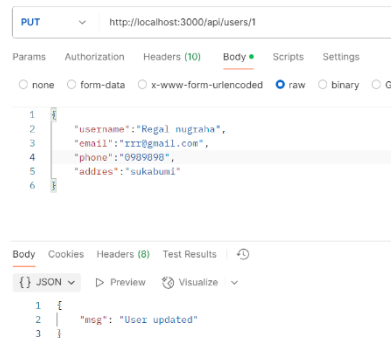 PUT http://localhost:3000/api/users/1
Params Authorization Headers (10) Body Scripts Settings
none form-data x-www-form-urlencoded raw binary G
1 {
2 "username":"Regal nugraha",
3 "email":"rrr@gmail.com",
4 "phone":"0989898",
5 "addres":"sukabumi"
6 }
Body Cookies Headers (8) Test Results
{} JSON Preview Visualize
1 {
2 "msg": "User updated"
3 }